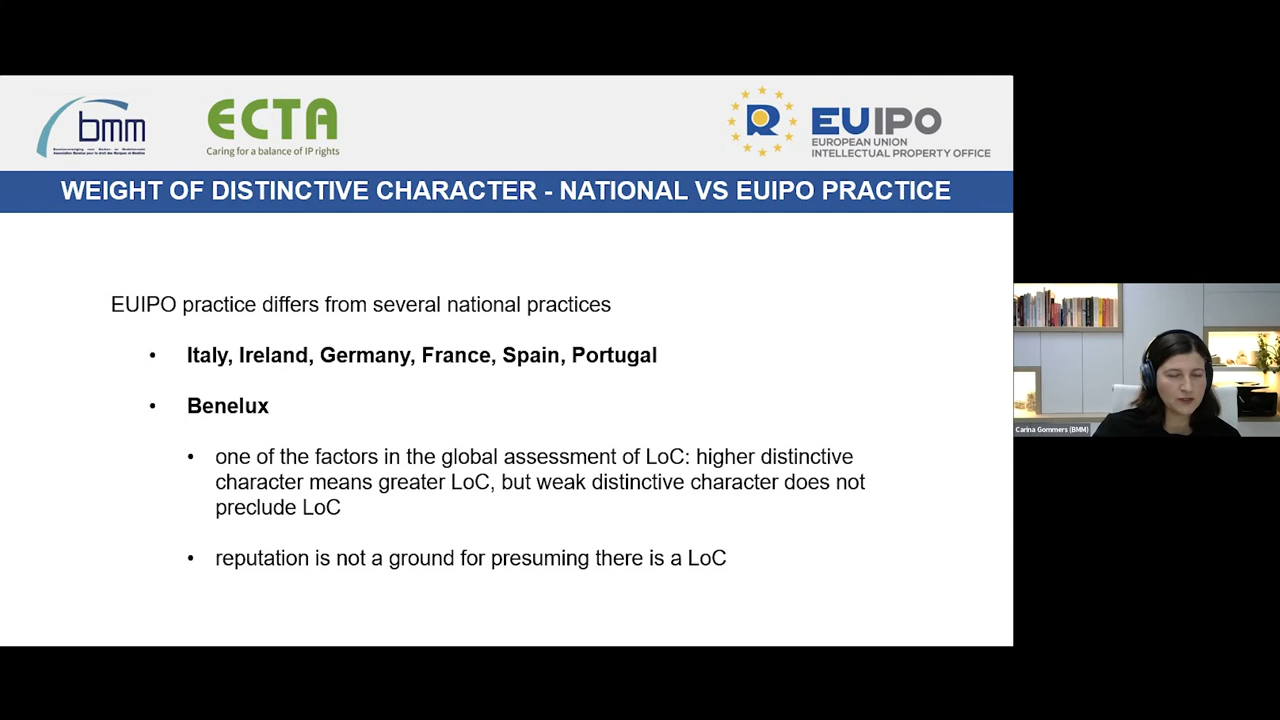 bmm
ECTA
Caring for a balance of IP rights
R
EUIPO
EUROPEAN UNION
INTELLECTUAL PROPERTY OFFICE
WEIGHT OF DISTINCTIVE CHARACTER - NATIONAL VS EUIPO PRACTICE
EUIPO practice differs from several national practices
• Italy, Ireland, Germany, France, Spain, Portugal
• Benelux
• one of the factors in the global assessment of LoC: higher distinctive
character means greater LoC, but weak distinctive character does not
preclude LoC
• reputation is not a ground for presuming there is a LoC
Carina Gommers (BMM)